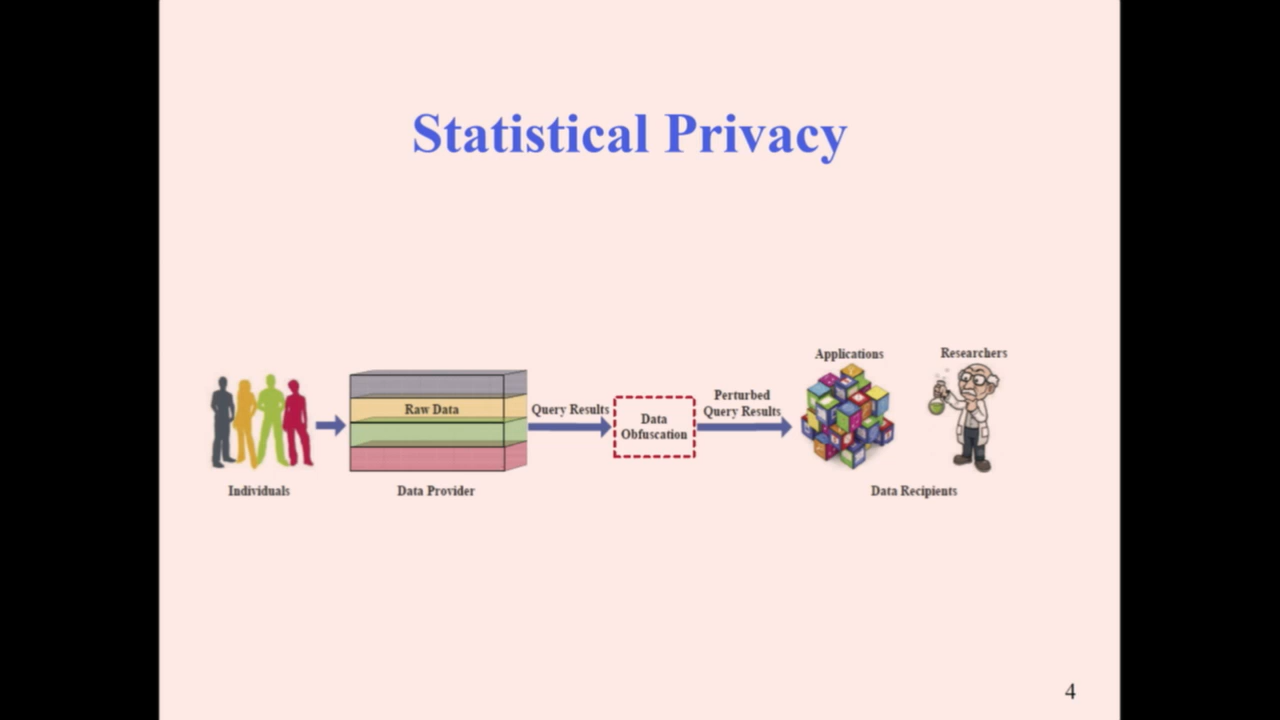 Statistical Privacy
Individuals
Raw Data
Data Provider
Query Results
Data
Obfuscation
Perturbed
Query Results
Applications
Researchers
Data Recipients
4